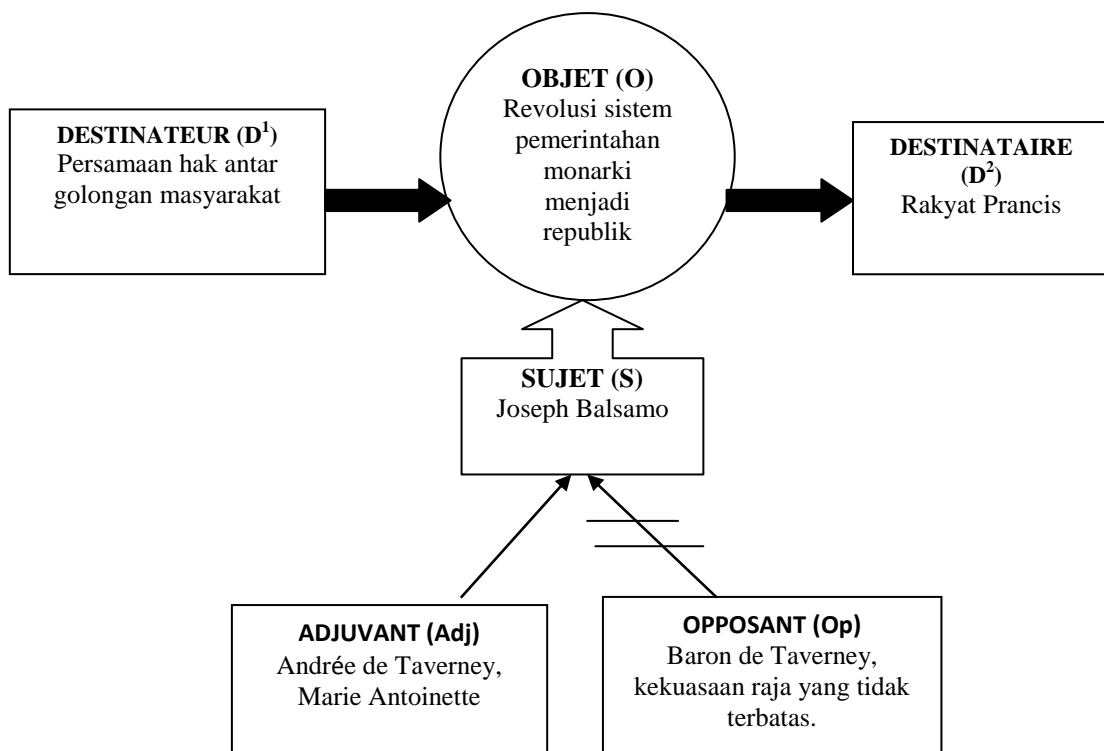 DESTINATEUR (D¹)
Persamaan hak antar
golongan masyarakat
OBJET (O)
Revolusi sistem
pemerintahan
monarki
menjadi
republik
DESTINATAIRE
(D²)
Rakyat Prancis
SUJET (S)
Joseph Balsamo
ADJUVANT (Adj)
Andrée de Taverney,
Marie Antoinette
OPPOSANT (Op)
Baron de Taverney,
kekuasaan raja yang tidak
terbatas.